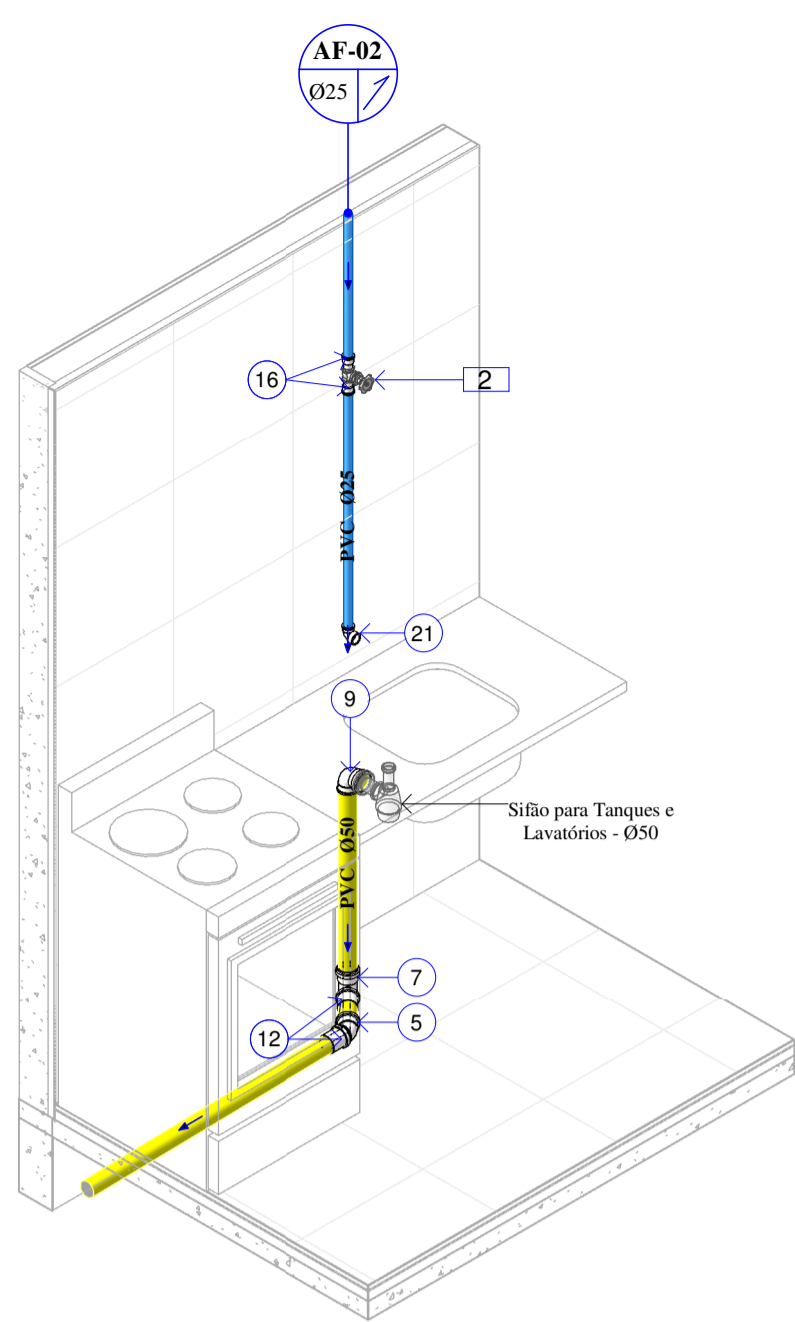 AF-02
Ø25
16
2
PVC Ø25
21
9
Sifão para Tanques e
Lavatórios - Ø50
PVC Ø50
7
5
12